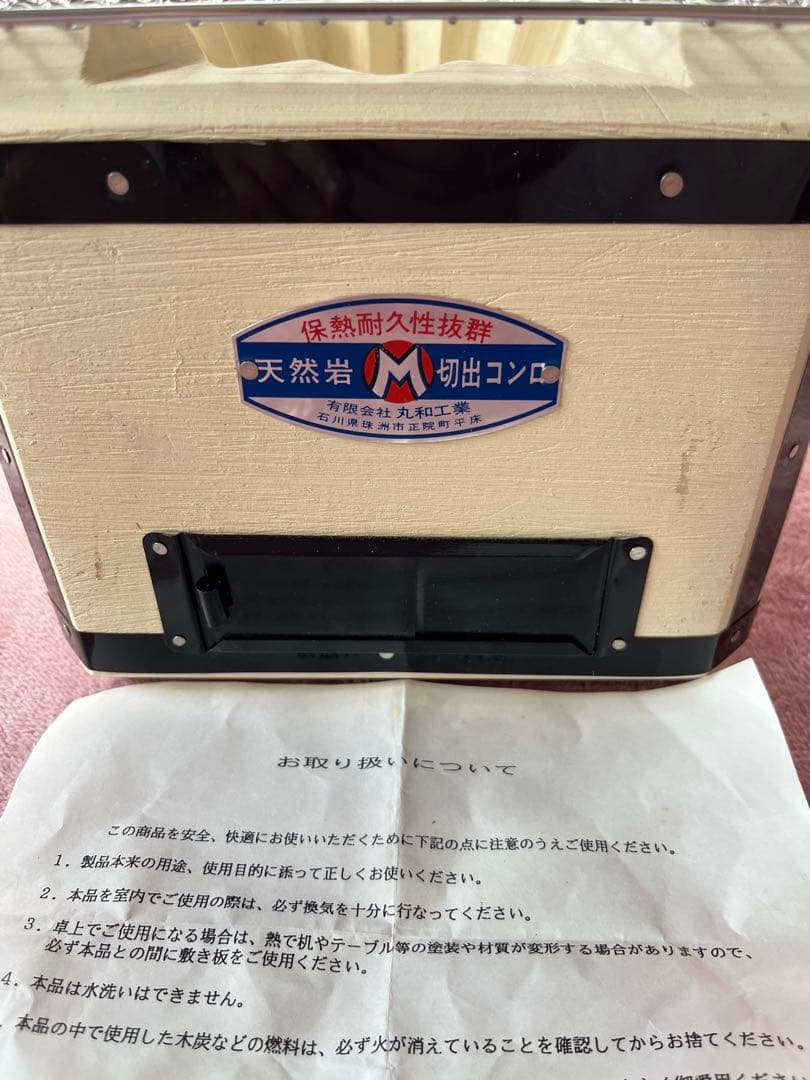 保熱耐久性抜群
天然岩 M 切出コンロ
有限会社 丸和工業
石川県珠洲市正院町平床
お取り扱いについて
この商品を安全、快適にお使いいただくために下記の点に注意のうえご使用ください。
1. 製品本来の用途、使用目的に添って正しくお使いください。
2. 本品を室内でご使用の際は、必ず換気を十分に行なってください。
3. 卓上でご使用になる場合は、熱で机やテーブル等の塗装や材質が変形する場合がありますので、
必ず本品との間に敷き板をご使用ください。
4. 本品は水洗いはできません。
本品の中で使用した木炭などの燃料は、必ず火が消えていることを確認してからお捨てください。